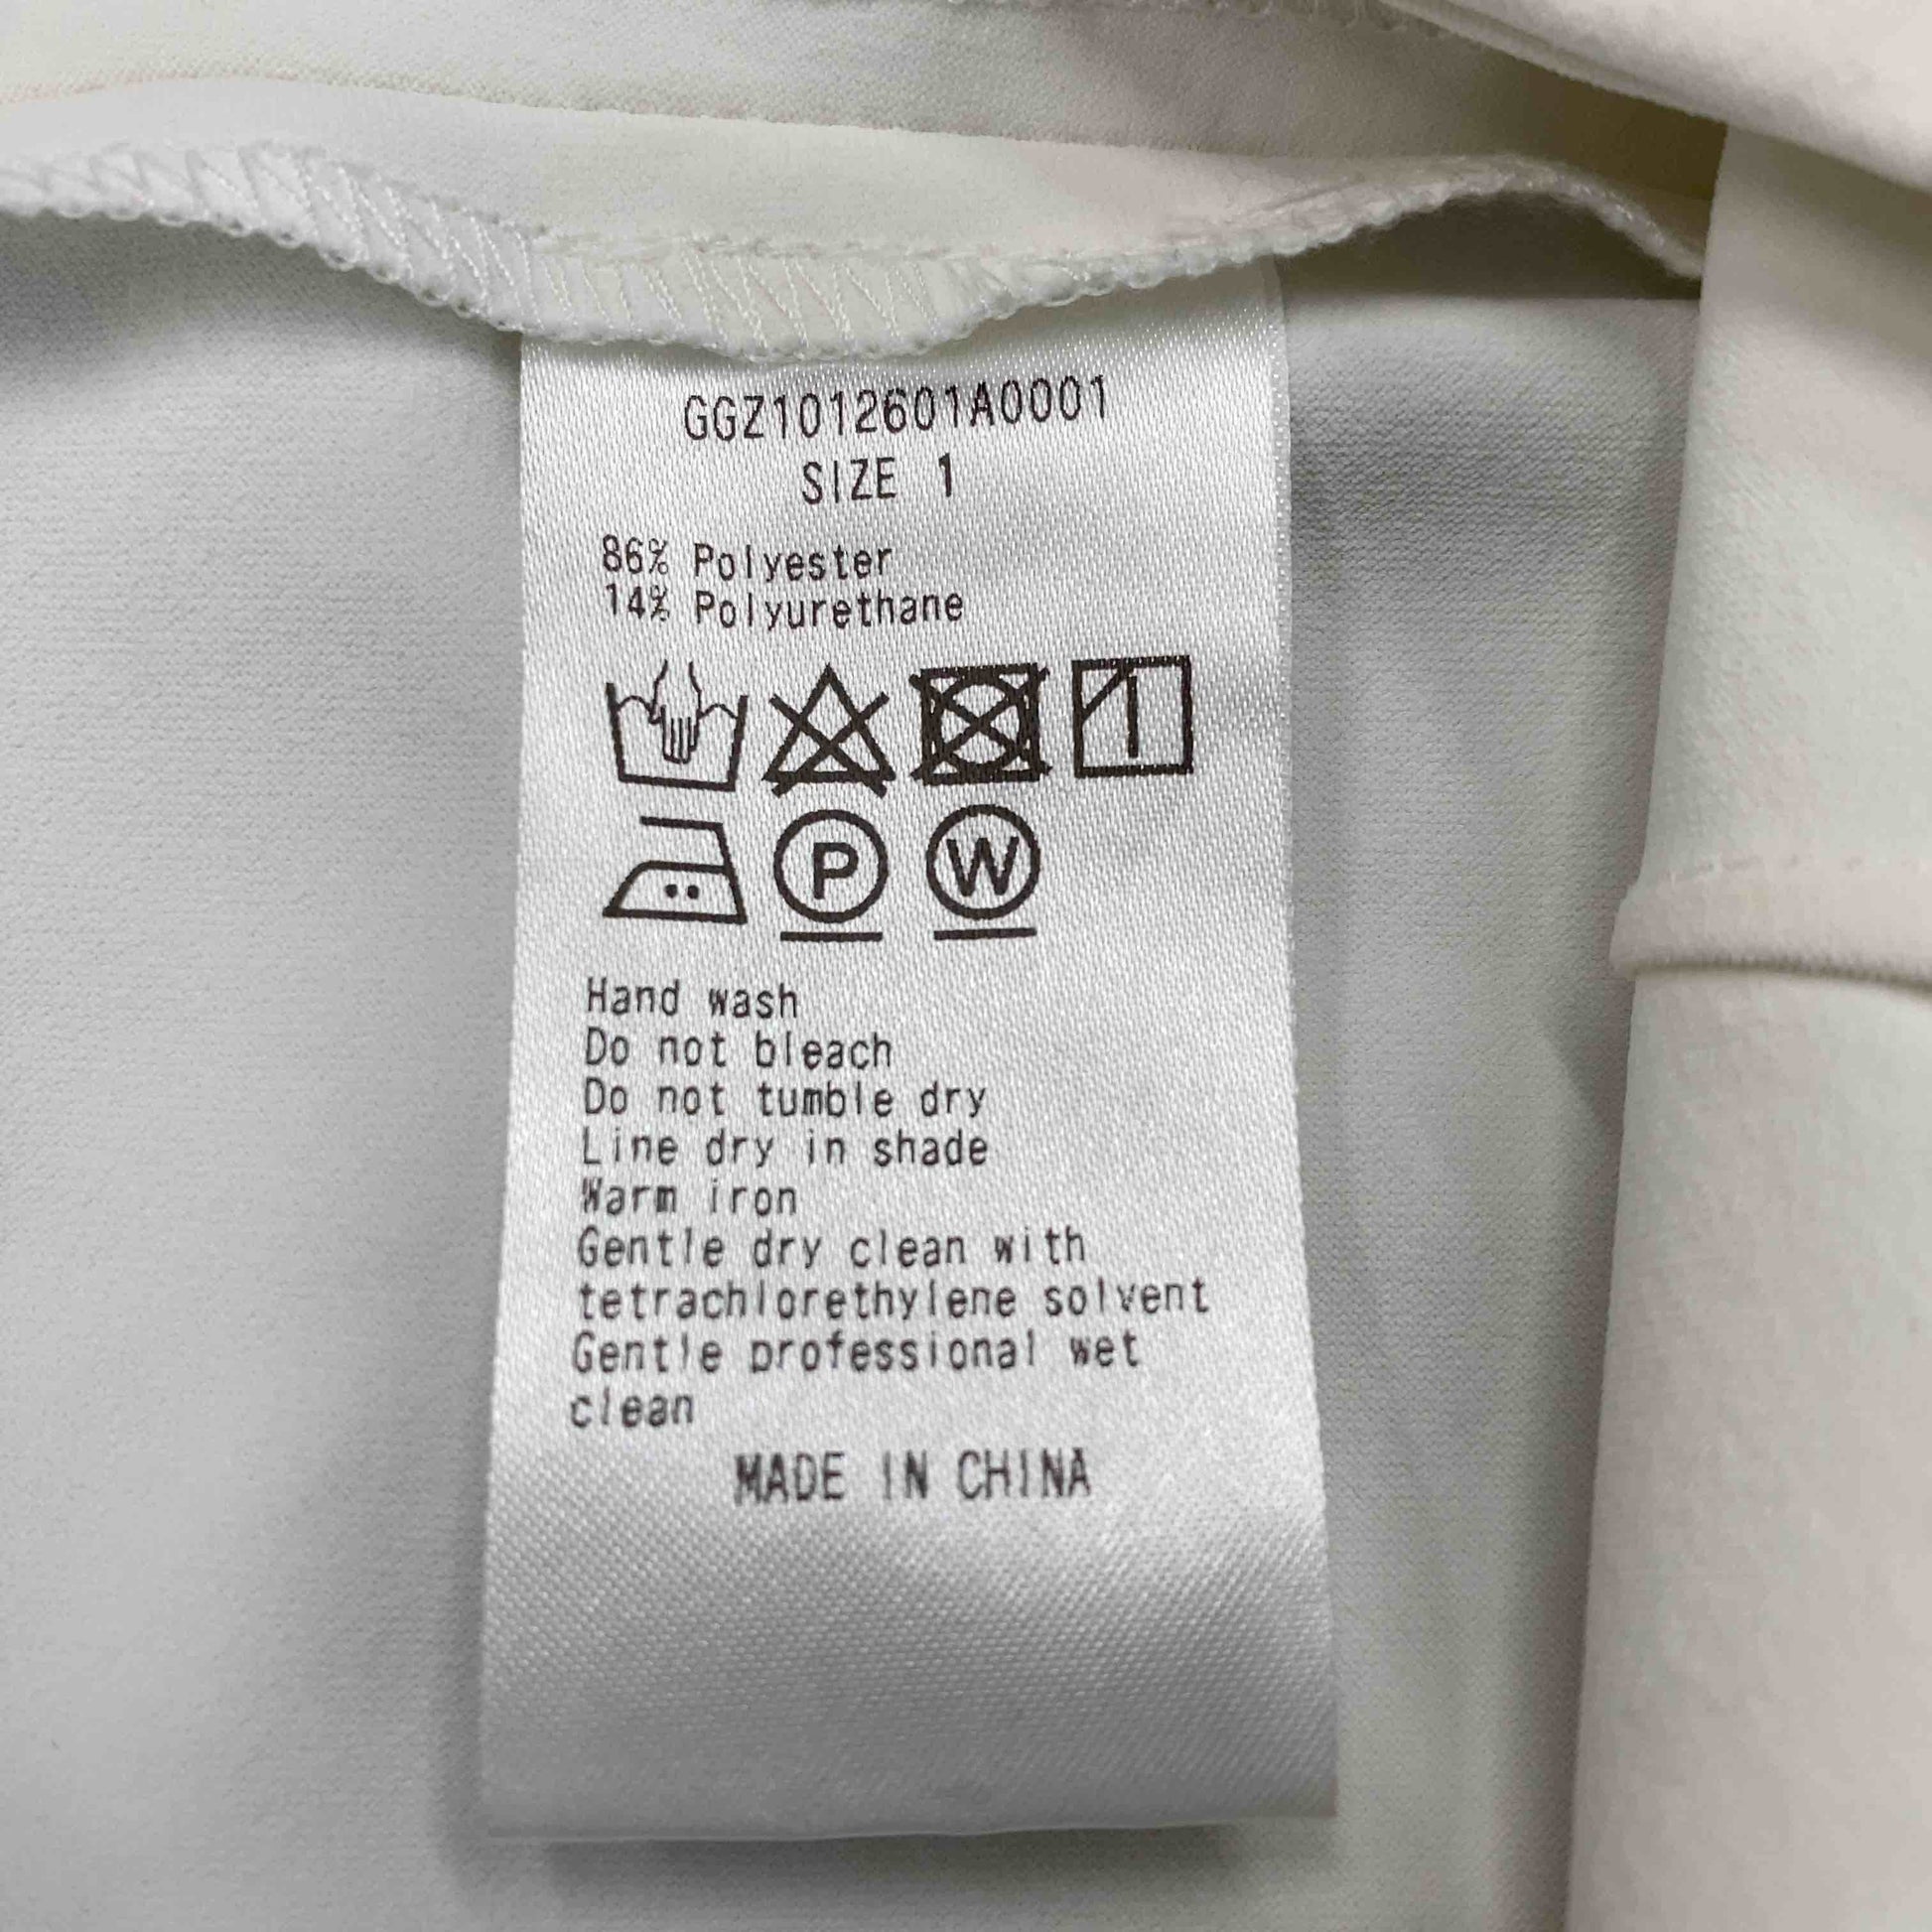 GGZ1012601A0001
SIZE 1
86% Polyester
14% Polyurethane
P W
Hand wash
Do not bleach
Do not tumble dry
Line dry in shade
Warm iron
Gentle dry clean with
tetrachlorethylene solvent
Gentle professional wet
clean
MADE IN CHINA